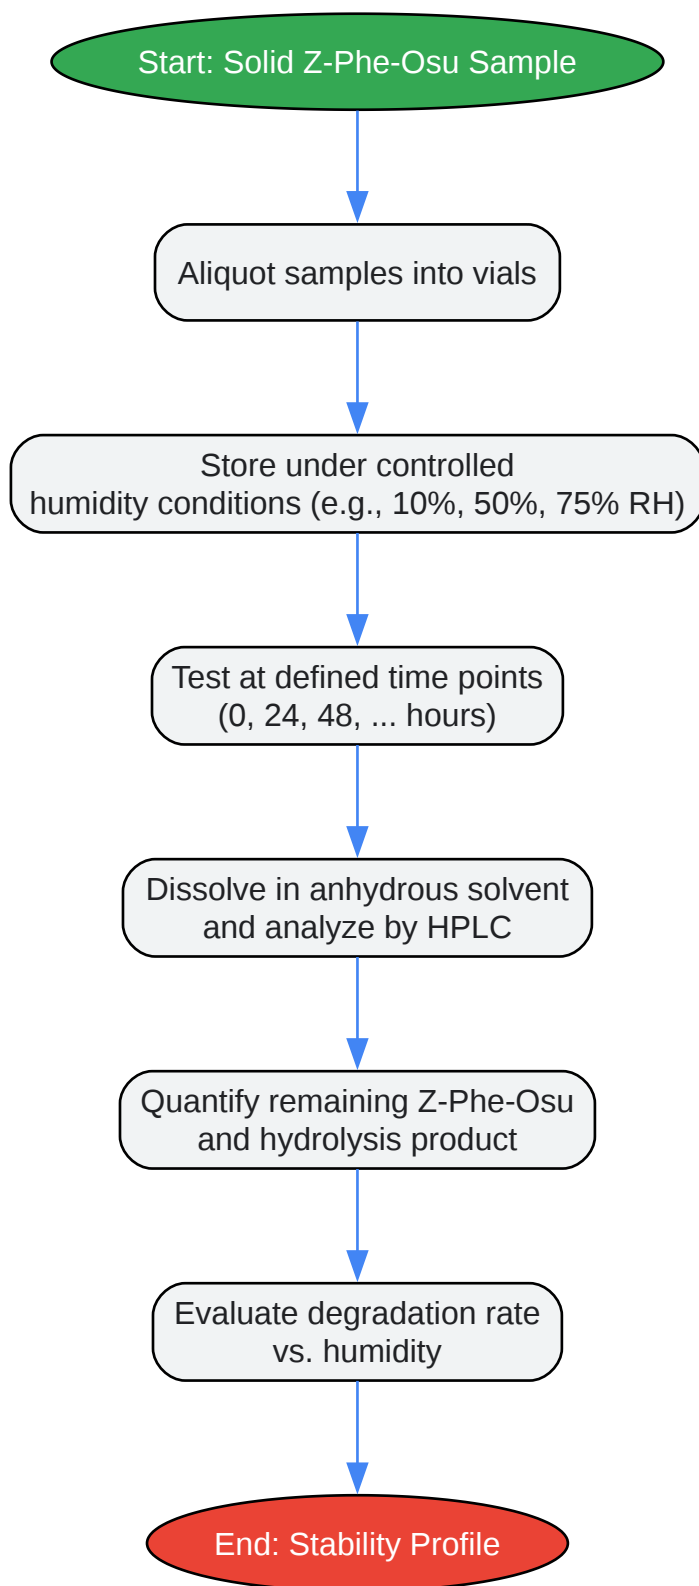 Start: Solid Z-Phe-Osu Sample
Aliquot samples into vials
Store under controlled
humidity conditions (e.g., 10%, 50%, 75% RH)
Test at defined time points
(0, 24, 48, ... hours)
Dissolve in anhydrous solvent
and analyze by HPLC
Quantify remaining Z-Phe-Osu
and hydrolysis product
Evaluate degradation rate
vs. humidity
End: Stability Profile